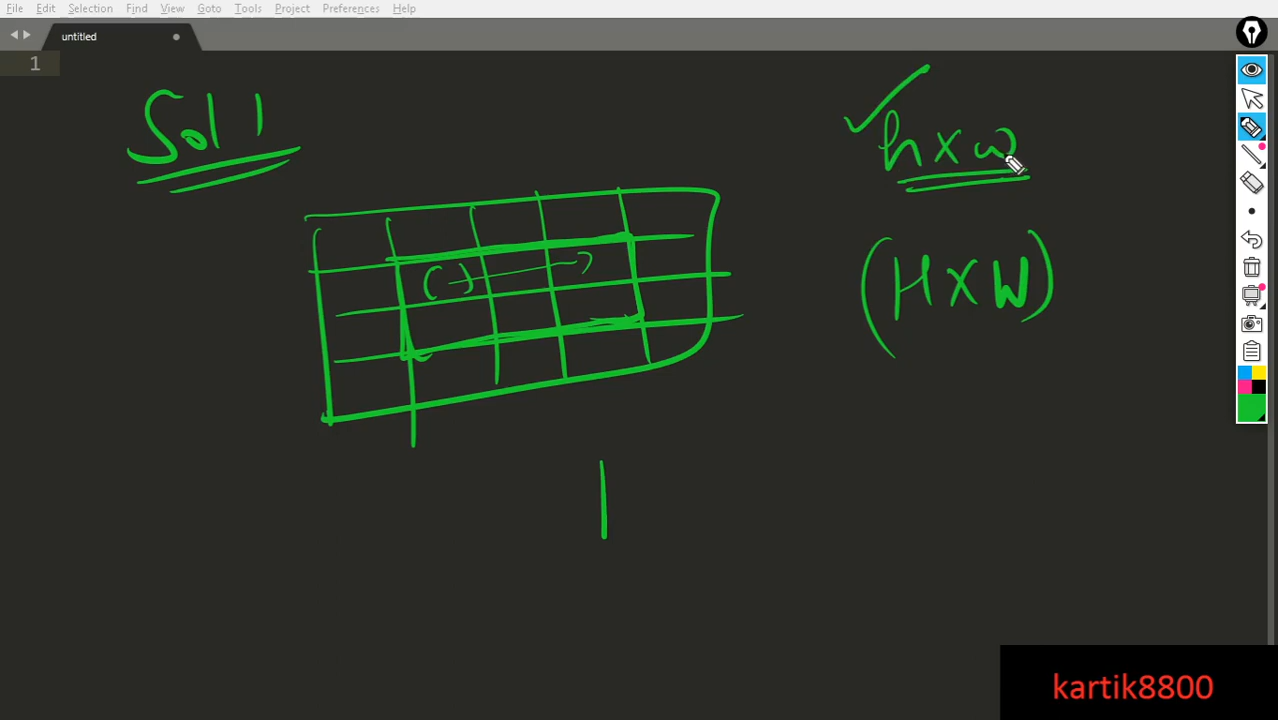 File Edit Selection Find View Goto Tools Project Preferences Help
untitled
1
Sol 1
h x w
(H X W)
kartik8800